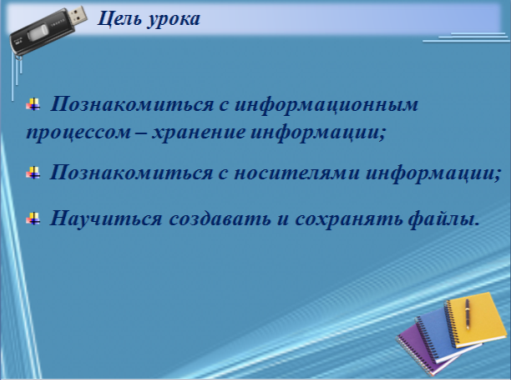 Цель урока
Познакомиться с информационным
процессом – хранение информации;
Познакомиться с носителями информации;
Научиться создавать и сохранять файлы.